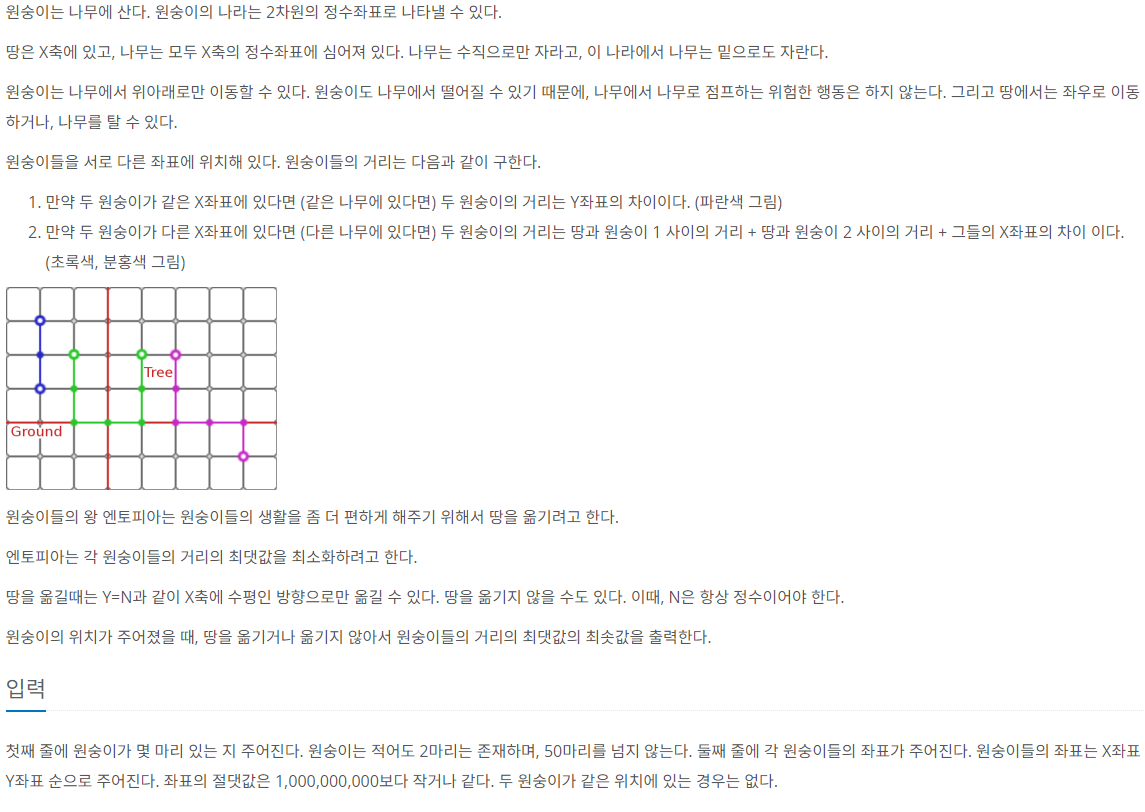 원숭이는 나무에 산다. 원숭이의 나라는 2차원의 정수좌표로 나타낼 수 있다.
땅은 X축에 있고, 나무는 모두 X축의 정수좌표에 심어져 있다. 나무는 수직으로만 자라고, 이 나라에서 나무는 밑으로도 자란다.
원숭이는 나무에서 위아래로만 이동할 수 있다. 원숭이도 나무에서 떨어질 수 있기 때문에, 나무에서 나무로 점프하는 위험한 행동은 하지 않는다. 그리고 땅에서는 좌우로 이동
하거나, 나무를 탈 수 있다.
원숭이들을 서로 다른 좌표에 위치해 있다. 원숭이들의 거리는 다음과 같이 구한다.
1. 만약 두 원숭이가 같은 X좌표에 있다면 (같은 나무에 있다면) 두 원숭이의 거리는 Y좌표의 차이이다. (파란색 그림)
2. 만약 두 원숭이가 다른 X좌표에 있다면 (다른 나무에 있다면) 두 원숭이의 거리는 땅과 원숭이 1 사이의 거리 + 땅과 원숭이 2 사이의 거리 + 그들의 X좌표의 차이 이다.
(초록색, 분홍색 그림)
Tree
Ground
원숭이들의 왕 엔토피아는 원숭이들의 생활을 좀 더 편하게 해주기 위해서 땅을 옮기려고 한다.
엔토피아는 각 원숭이들의 거리의 최댓값을 최소화하려고 한다.
땅을 옮길때는 Y=N과 같이 X축에 수평인 방향으로만 옮길 수 있다. 땅을 옮기지 않을 수도 있다. 이때, N은 항상 정수이어야 한다.
원숭이의 위치가 주어졌을 때, 땅을 옮기거나 옮기지 않아서 원숭이들의 거리의 최댓값의 최솟값을 출력한다.
입력
첫째 줄에 원숭이가 몇 마리 있는 지 주어진다. 원숭이는 적어도 2마리는 존재하며, 50마리를 넘지 않는다. 둘째 줄에 각 원숭이들의 좌표가 주어진다. 원숭이들의 좌표는 X좌표
Y좌표 순으로 주어진다. 좌표의 절댓값은 1,000,000,000보다 작거나 같다. 두 원숭이가 같은 위치에 있는 경우는 없다.